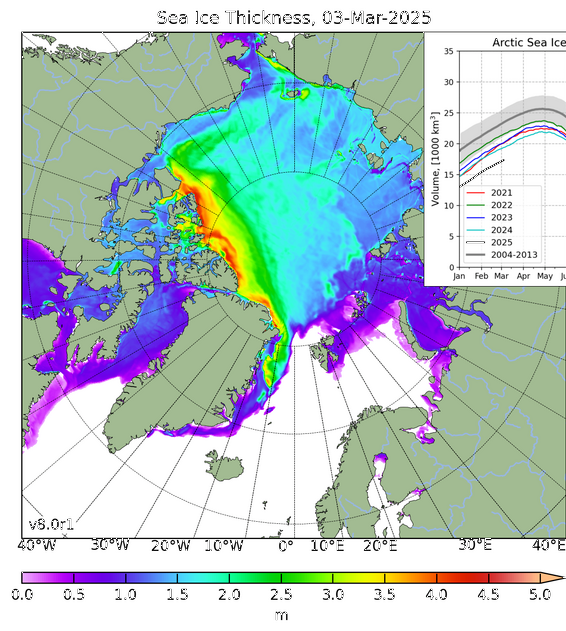 Sea Ice Thickness, 03-Mar-2025
Arctic Sea Ice
Volume, [1000 km³]
35
30
25
20
15
10
5
0
Jan Feb Mar Apr May Ju
2021
2022
2023
2024
2025
2004-2013
v8.0r1
40°W 30°W 20°W 10°W 0° 10°E 20°E 30°E 40°E
0.0 0.5 1.0 1.5 2.0 2.5 3.0 3.5 4.0 4.5 5.0
m